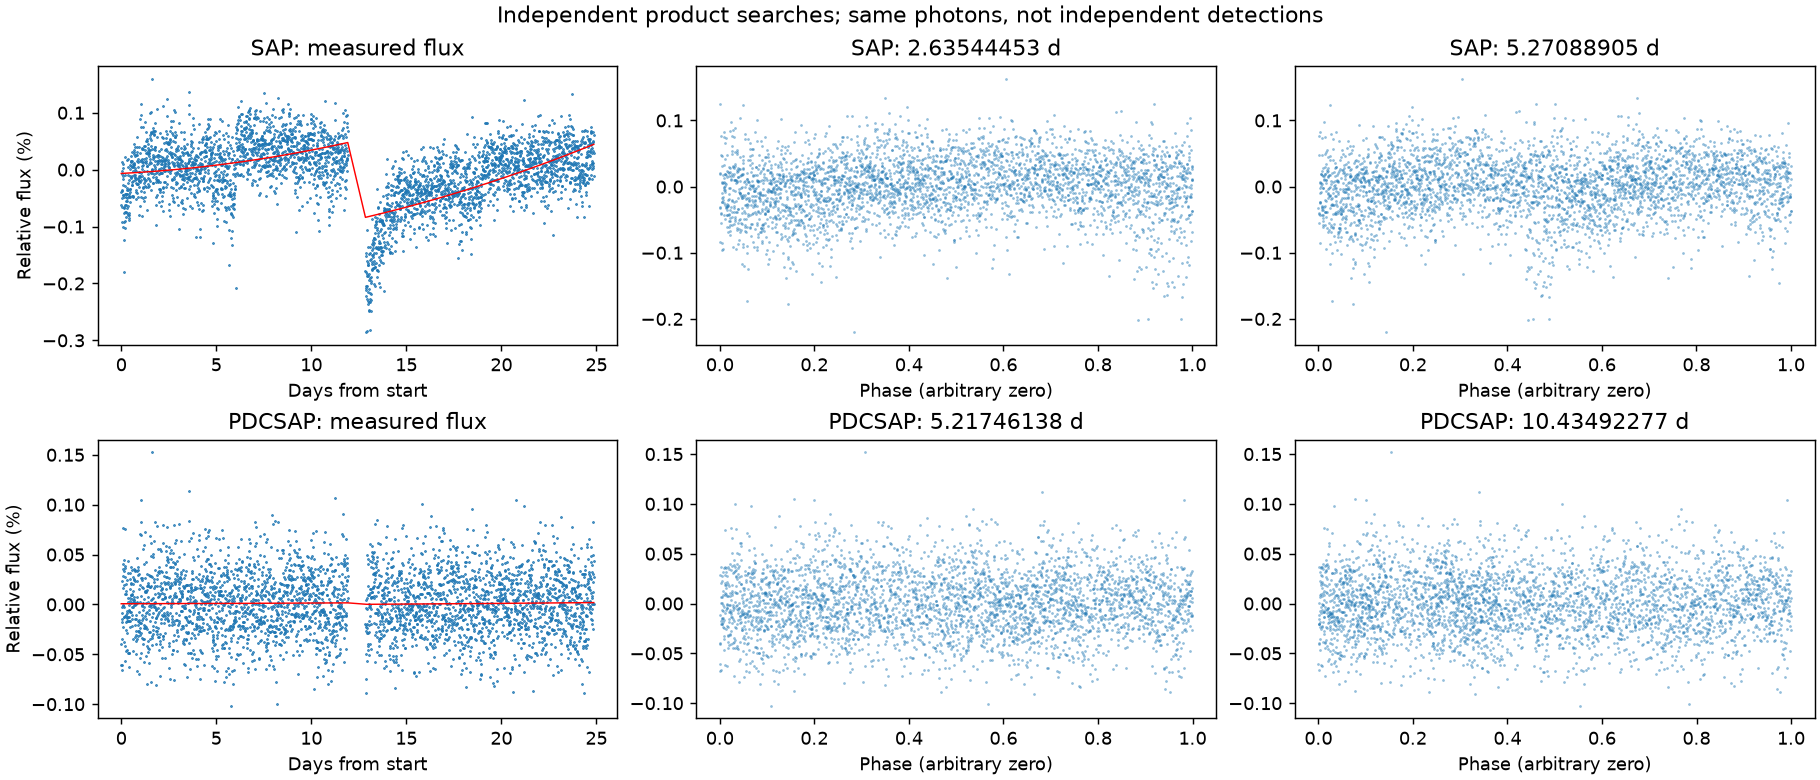 Independent product searches; same photons, not independent detections
SAP: measured flux
SAP: 2.63544453 d
SAP: 5.27088905 d
Relative flux (%)
0.1
0.0
−0.1
−0.2
−0.3
0 5 10 15 20 25
Days from start
0.1
0.0
−0.1
−0.2
0.0 0.2 0.4 0.6 0.8 1.0
Phase (arbitrary zero)
0.1
0.0
−0.1
−0.2
0.0 0.2 0.4 0.6 0.8 1.0
Phase (arbitrary zero)
PDCSAP: measured flux
PDCSAP: 5.21746138 d
PDCSAP: 10.43492277 d
Relative flux (%)
0.15
0.10
0.05
0.00
−0.05
−0.10
0 5 10 15 20 25
Days from start
0.15
0.10
0.05
0.00
−0.05
−0.10
0.0 0.2 0.4 0.6 0.8 1.0
Phase (arbitrary zero)
0.15
0.10
0.05
0.00
−0.05
−0.10
0.0 0.2 0.4 0.6 0.8 1.0
Phase (arbitrary zero)